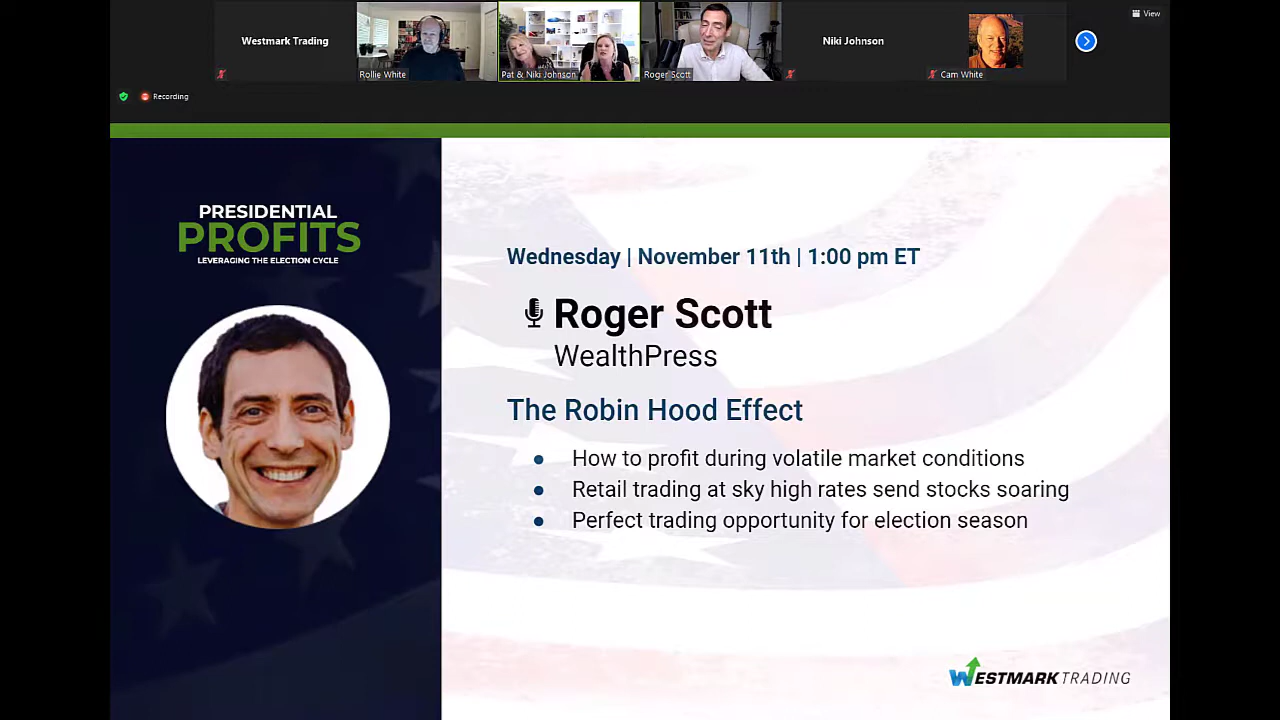 View
Westmark Trading
Niki Johnson
Rollie White
Pat & Niki Johnson
Roger Scott
Cam White
Recording
PRESIDENTIAL
PROFITS
LEVERAGING THE ELECTION CYCLE
Wednesday | November 11th | 1:00 pm ET
Roger Scott
WealthPress
The Robin Hood Effect
● How to profit during volatile market conditions
● Retail trading at sky high rates send stocks soaring
● Perfect trading opportunity for election season
WESTMARK TRADING